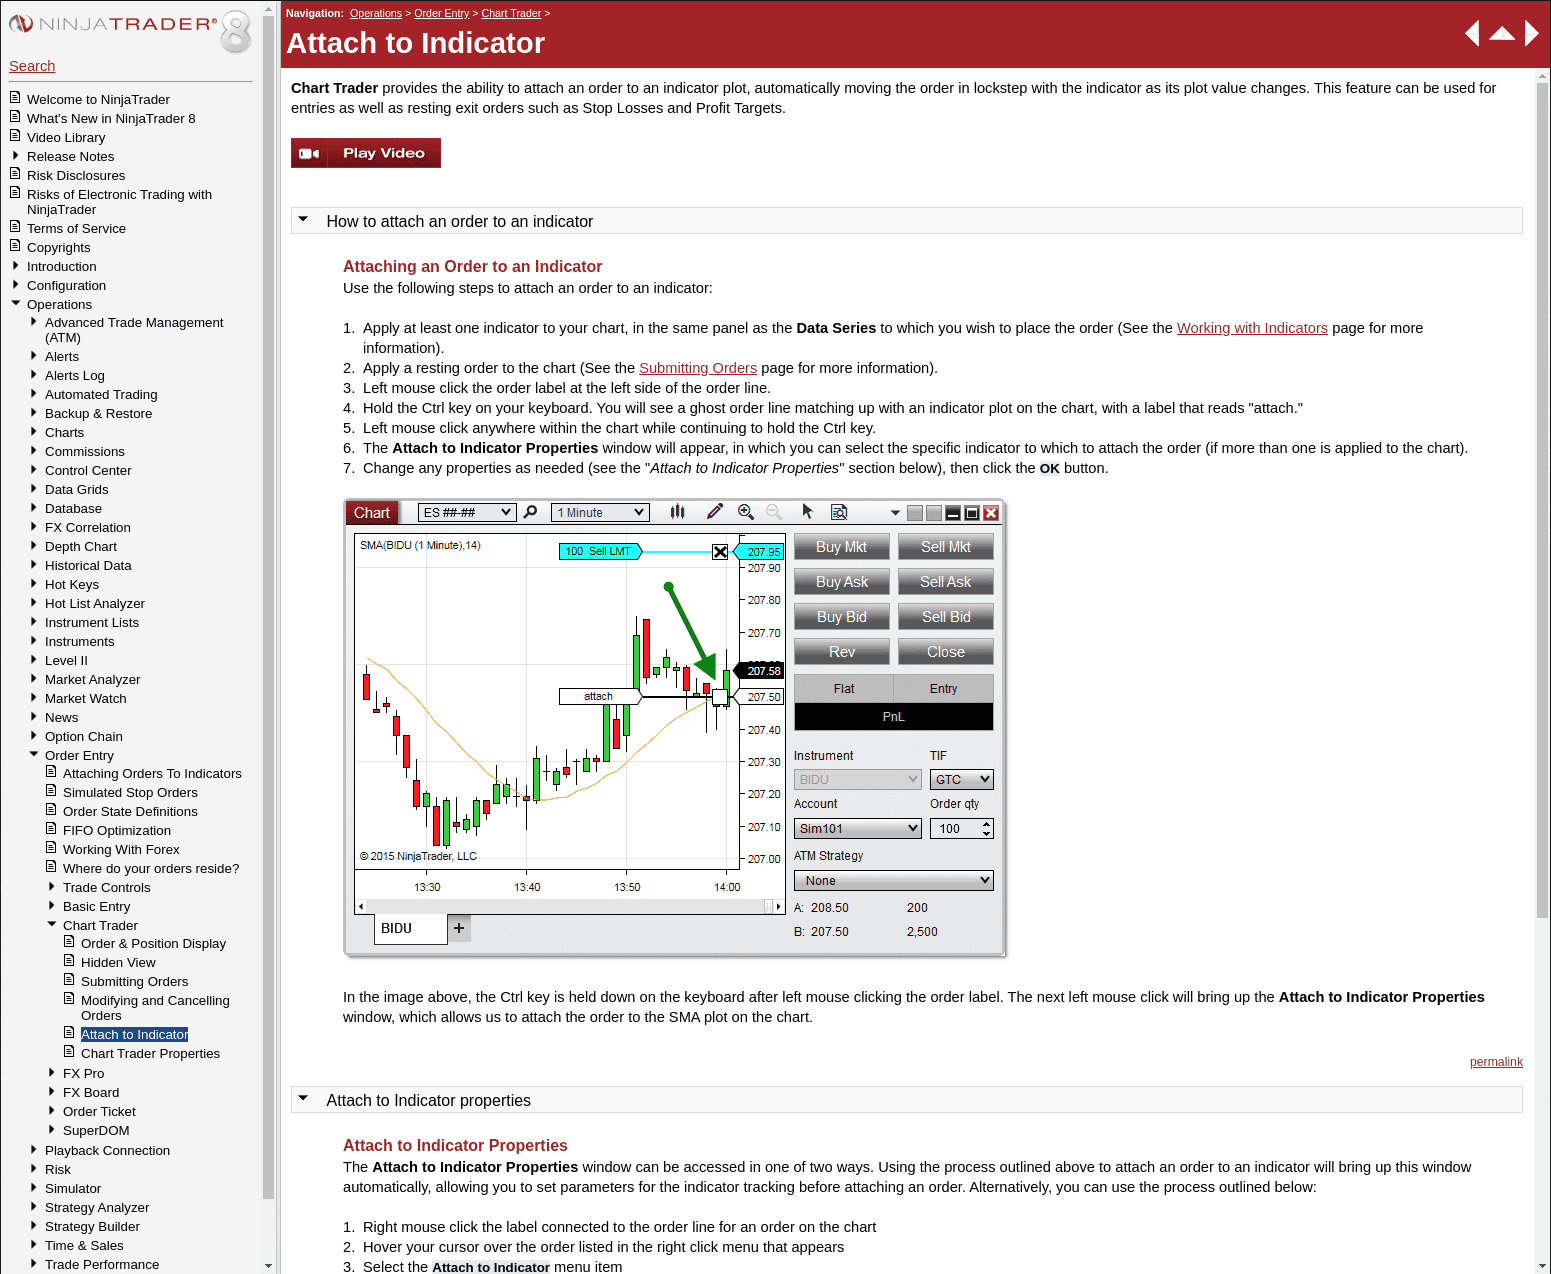 NINJATRADER® 8
Search
Welcome to NinjaTrader
What's New in NinjaTrader 8
Video Library
Release Notes
Risk Disclosures
Risks of Electronic Trading with
NinjaTrader
Terms of Service
Copyrights
Introduction
Configuration
Operations
Advanced Trade Management
(ATM)
Alerts
Alerts Log
Automated Trading
Backup & Restore
Charts
Commissions
Control Center
Data Grids
Database
FX Correlation
Depth Chart
Historical Data
Hot Keys
Hot List Analyzer
Instrument Lists
Instruments
Level II
Market Analyzer
Market Watch
News
Option Chain
Order Entry
Attaching Orders To Indicators
Simulated Stop Orders
Order State Definitions
FIFO Optimization
Working With Forex
Where do your orders reside?
Trade Controls
Basic Entry
Chart Trader
Order & Position Display
Hidden View
Submitting Orders
Modifying and Cancelling
Orders
Attach to Indicator
Chart Trader Properties
FX Pro
FX Board
Order Ticket
SuperDOM
Playback Connection
Risk
Simulator
Strategy Analyzer
Strategy Builder
Time & Sales
Trade Performance
Navigation: Operations > Order Entry > Chart Trader >
Attach to Indicator
Chart Trader provides the ability to attach an order to an indicator plot, automatically moving the order in lockstep with the indicator as its plot value changes. This feature can be used for
entries as well as resting exit orders such as Stop Losses and Profit Targets.
Play Video
How to attach an order to an indicator
Attaching an Order to an Indicator
Use the following steps to attach an order to an indicator:
1. Apply at least one indicator to your chart, in the same panel as the Data Series to which you wish to place the order (See the Working with Indicators page for more
information).
2. Apply a resting order to the chart (See the Submitting Orders page for more information).
3. Left mouse click the order label at the left side of the order line.
4. Hold the Ctrl key on your keyboard. You will see a ghost order line matching up with an indicator plot on the chart, with a label that reads "attach."
5. Left mouse click anywhere within the chart while continuing to hold the Ctrl key.
6. The Attach to Indicator Properties window will appear, in which you can select the specific indicator to which to attach the order (if more than one is applied to the chart).
7. Change any properties as needed (see the "Attach to Indicator Properties" section below), then click the OK button.
Chart ES ##-## 1 Minute
SMA(BIDU (1 Minute),14)
100 Sell LMT
207.95
207.90
207.80
207.70
207.58
attach
207.50
207.40
207.30
207.20
207.10
207.00
© 2015 NinjaTrader, LLC
13:30 13:40 13:50 14:00
BIDU +
Buy Mkt Sell Mkt
Buy Ask Sell Ask
Buy Bid Sell Bid
Rev Close
Flat Entry
PnL
Instrument TIF
BIDU GTC
Account Order qty
Sim101 100
ATM Strategy
None
A: 208.50 200
B: 207.50 2,500
In the image above, the Ctrl key is held down on the keyboard after left mouse clicking the order label. The next left mouse click will bring up the Attach to Indicator Properties
window, which allows us to attach the order to the SMA plot on the chart.
permalink
Attach to Indicator properties
Attach to Indicator Properties
The Attach to Indicator Properties window can be accessed in one of two ways. Using the process outlined above to attach an order to an indicator will bring up this window
automatically, allowing you to set parameters for the indicator tracking before attaching an order. Alternatively, you can use the process outlined below:
1. Right mouse click the label connected to the order line for an order on the chart
2. Hover your cursor over the order listed in the right click menu that appears
3. Select the Attach to Indicator menu item